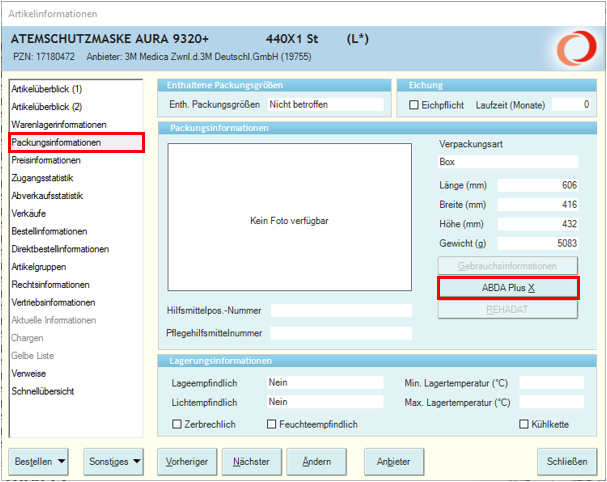 Artikelinformationen
ATEMSCHUTZMASKE AURA 9320+ 440X1 St (L*)
PZN: 17180472 Anbieter: 3M Medica Zwnl.d.3M Deutschl.GmbH (19755)
Artikelüberblick (1)
Artikelüberblick (2)
Warenlagerinformationen
Packungsinformationen
Preisinformationen
Zugangsstatistik
Abverkaufsstatistik
Verkäufe
Bestellinformationen
Direktbestellinformationen
Artikelgruppen
Rechtsinformationen
Vertriebsinformationen
Aktuelle Informationen
Chargen
Gelbe Liste
Verweise
Schnellübersicht
Enthaltene Packungsgrößen
Enth. Packungsgrößen Nicht betroffen
Eichung
Eichpflicht Laufzeit (Monate) 0
Packungsinformationen
Kein Foto verfügbar
Verpackungsart
Box
Länge (mm) 606
Breite (mm) 416
Höhe (mm) 432
Gewicht (g) 5083
Gebrauchsinformationen
ABDA Plus X
REHADAT
Hilfsmittelpos.-Nummer
Pflegehilfsmittelnummer
Lagerungsinformationen
Lageempfindlich Nein Min. Lagertemperatur (°C)
Lichtempfindlich Nein Max. Lagertemperatur (°C)
Zerbrechlich Feuchteempfindlich Kühlkette
Bestellen Sonstiges Vorheriger Nächster Ändern Anbieter Schließen